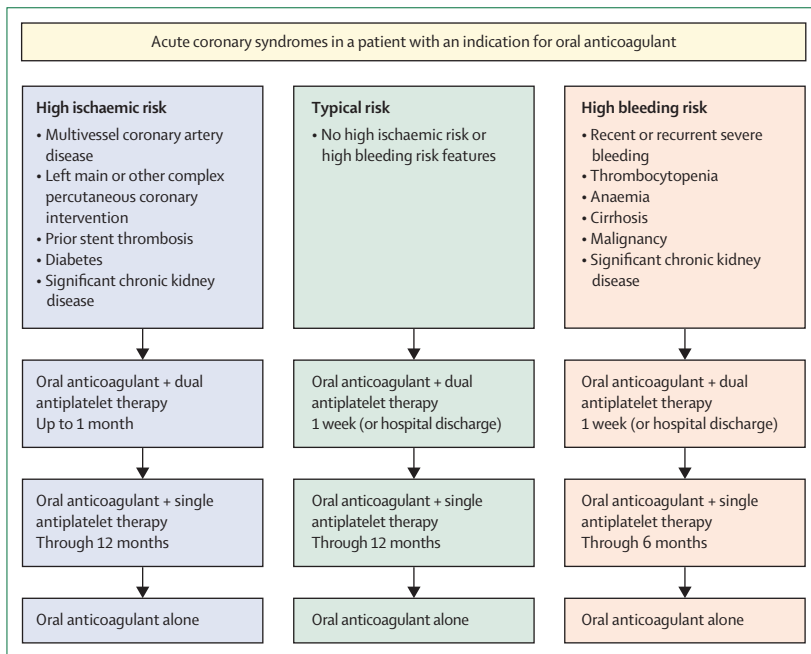 Acute coronary syndromes in a patient with an indication for oral anticoagulant
High ischaemic risk
• Multivessel coronary artery
disease
• Left main or other complex
percutaneous coronary
intervention
• Prior stent thrombosis
• Diabetes
• Significant chronic kidney
disease
Oral anticoagulant + dual
antiplatelet therapy
Up to 1 month
Oral anticoagulant + single
antiplatelet therapy
Through 12 months
Oral anticoagulant alone
Typical risk
• No high ischaemic risk or
high bleeding risk features
Oral anticoagulant + dual
antiplatelet therapy
1 week (or hospital discharge)
Oral anticoagulant + single
antiplatelet therapy
Through 12 months
Oral anticoagulant alone
High bleeding risk
• Recent or recurrent severe
bleeding
• Thrombocytopenia
• Anaemia
• Cirrhosis
• Malignancy
• Significant chronic kidney
disease
Oral anticoagulant + dual
antiplatelet therapy
1 week (or hospital discharge)
Oral anticoagulant + single
antiplatelet therapy
Through 6 months
Oral anticoagulant alone